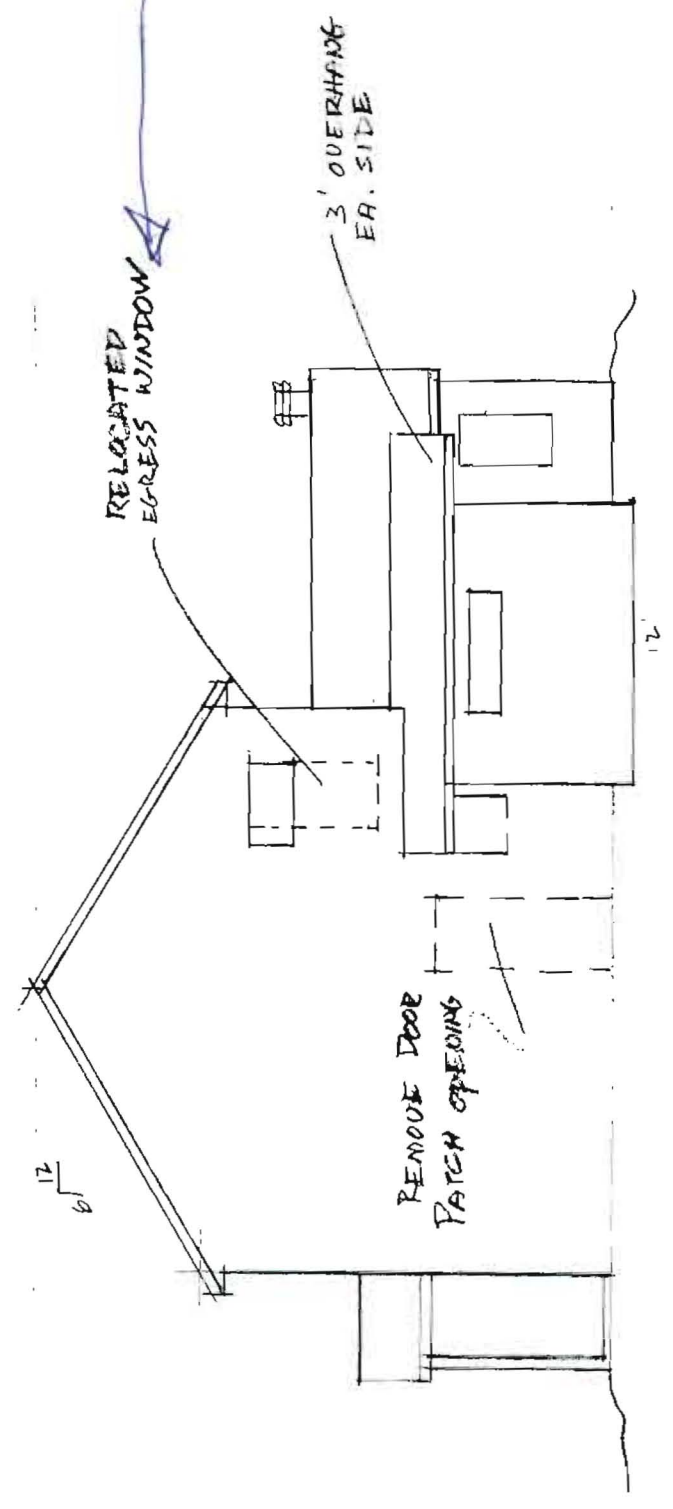 12
6
RELOCATED
EGRESS WINDOW
3' OVERHANG
EA. SIDE
REMOVE DOOR
PATCH OPENING
12'